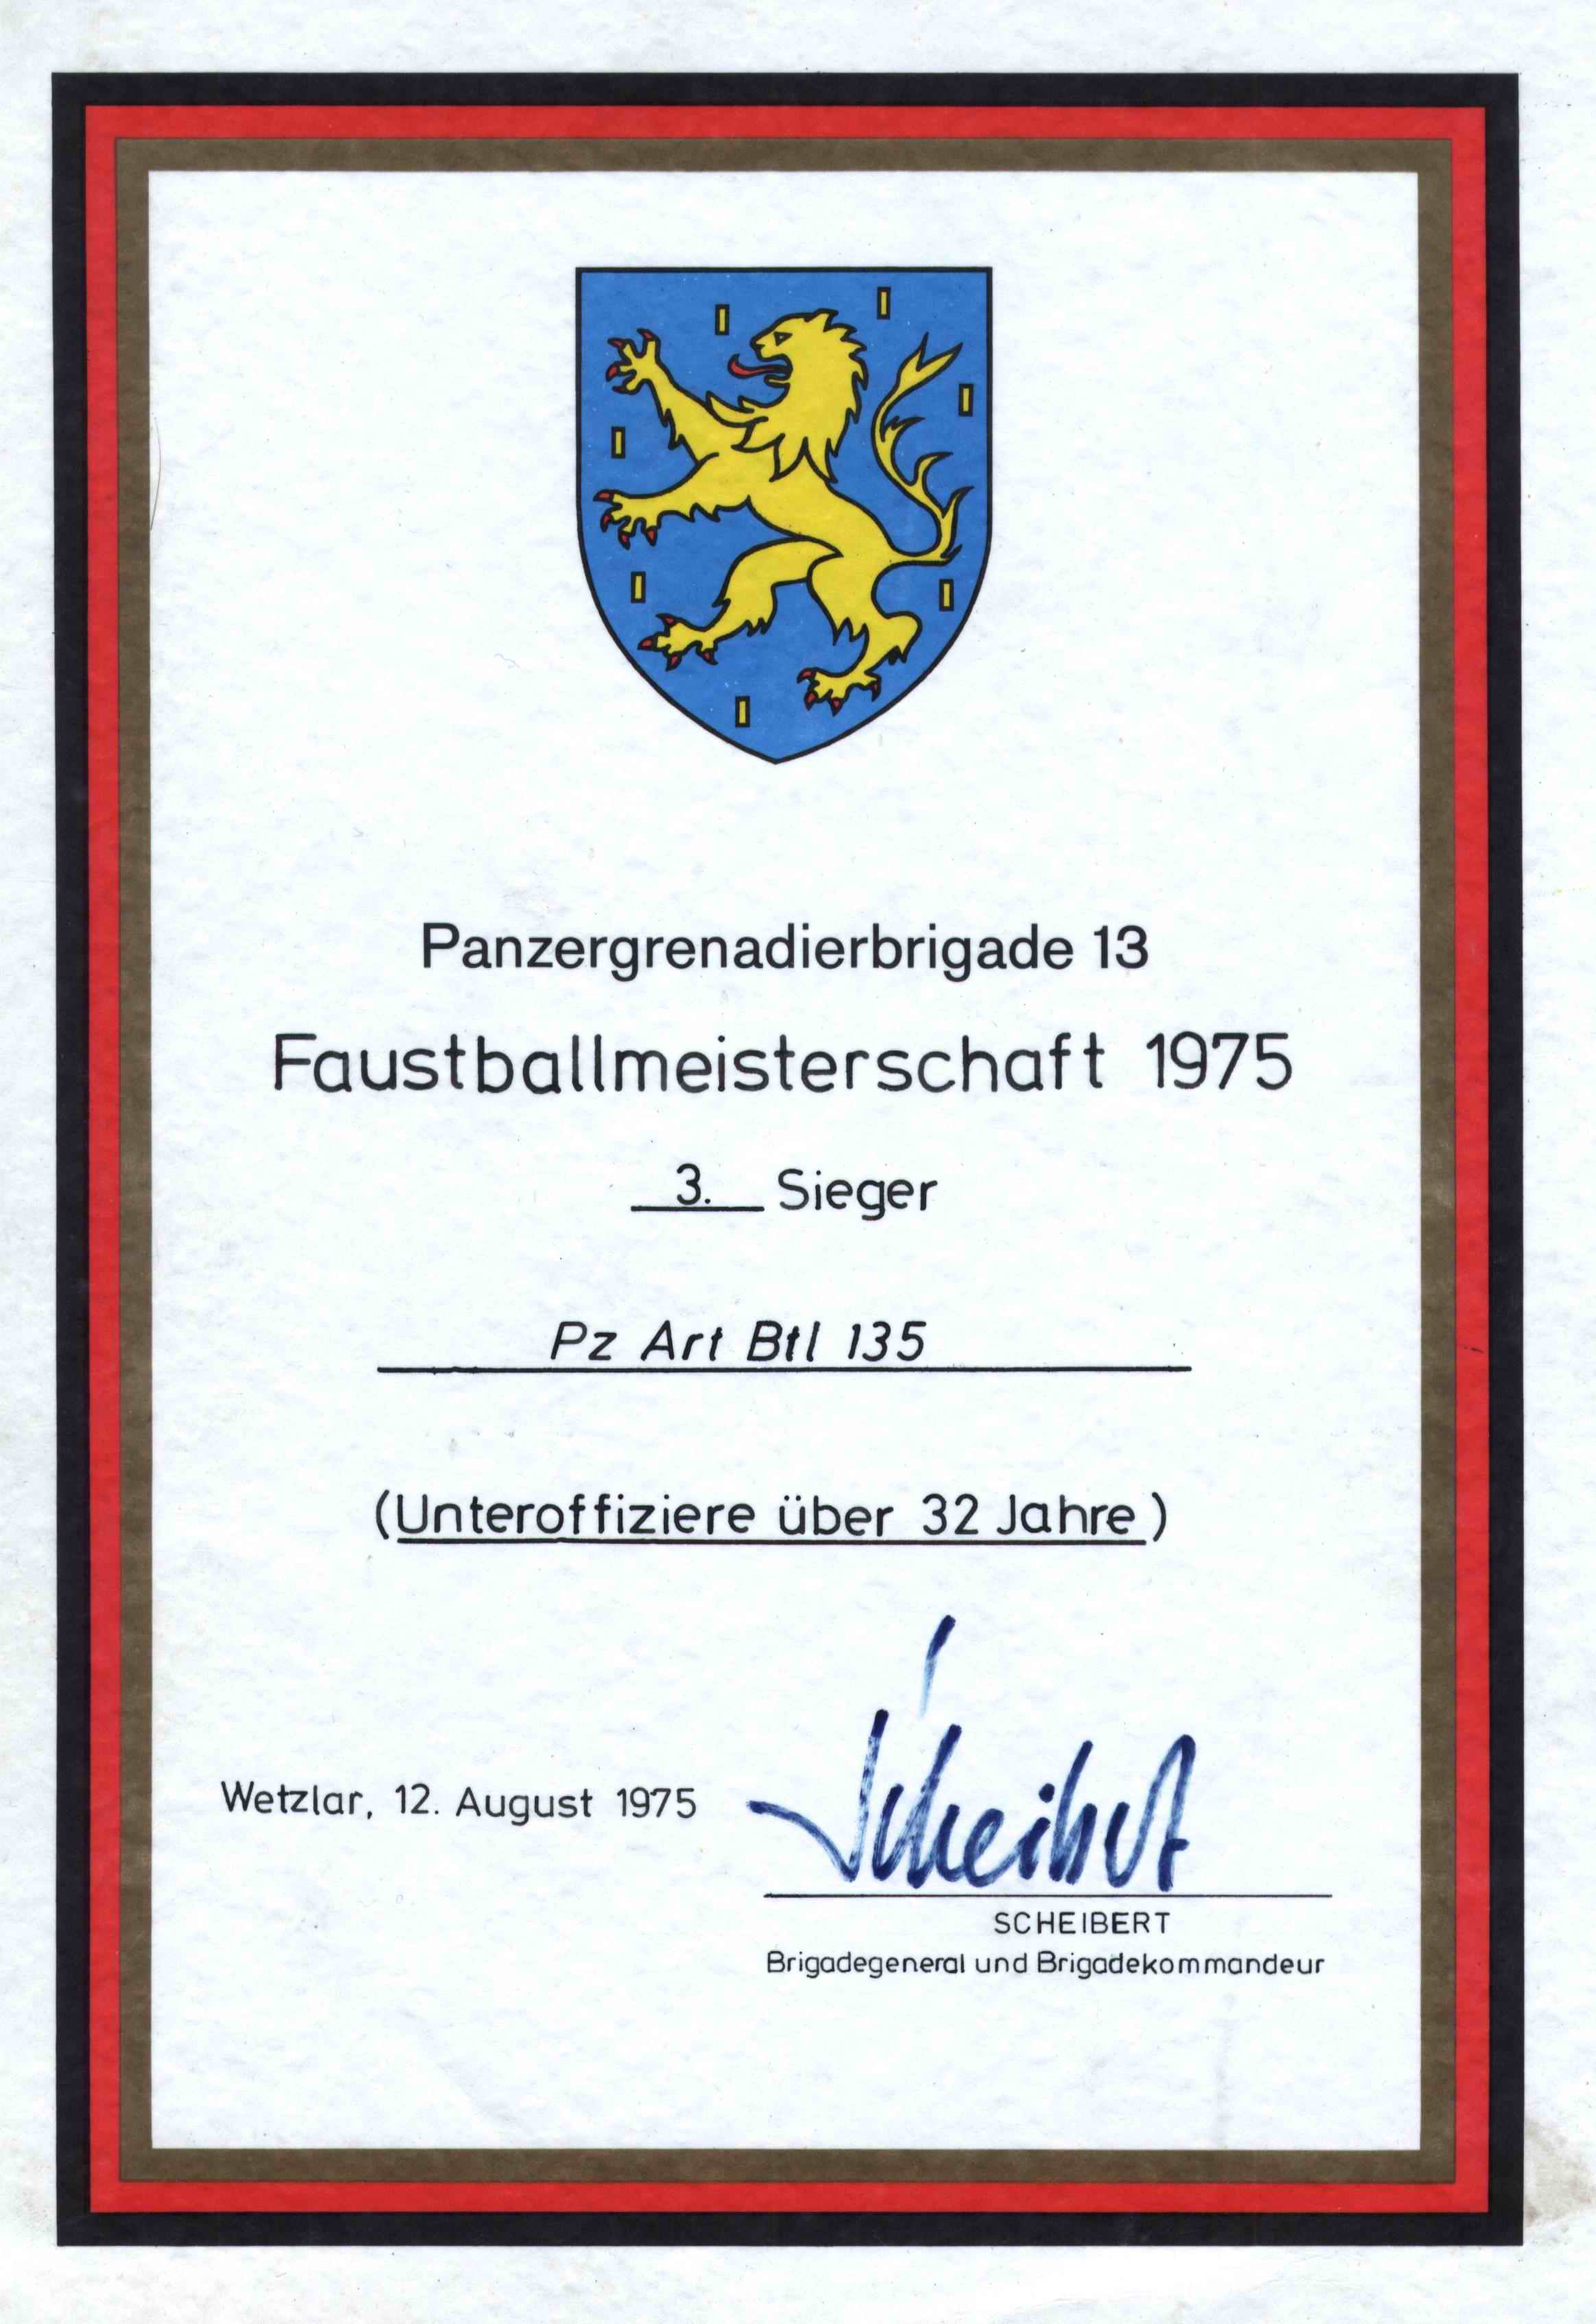 Panzergrenadierbrigade 13
Faustballmeisterschaft 1975
3. Sieger
Pz Art Btl 135
(Unteroffiziere über 32 Jahre)
Wetzlar, 12. August 1975
Scheibert
SCHEIBERT
Brigadegeneral und Brigadekommandeur